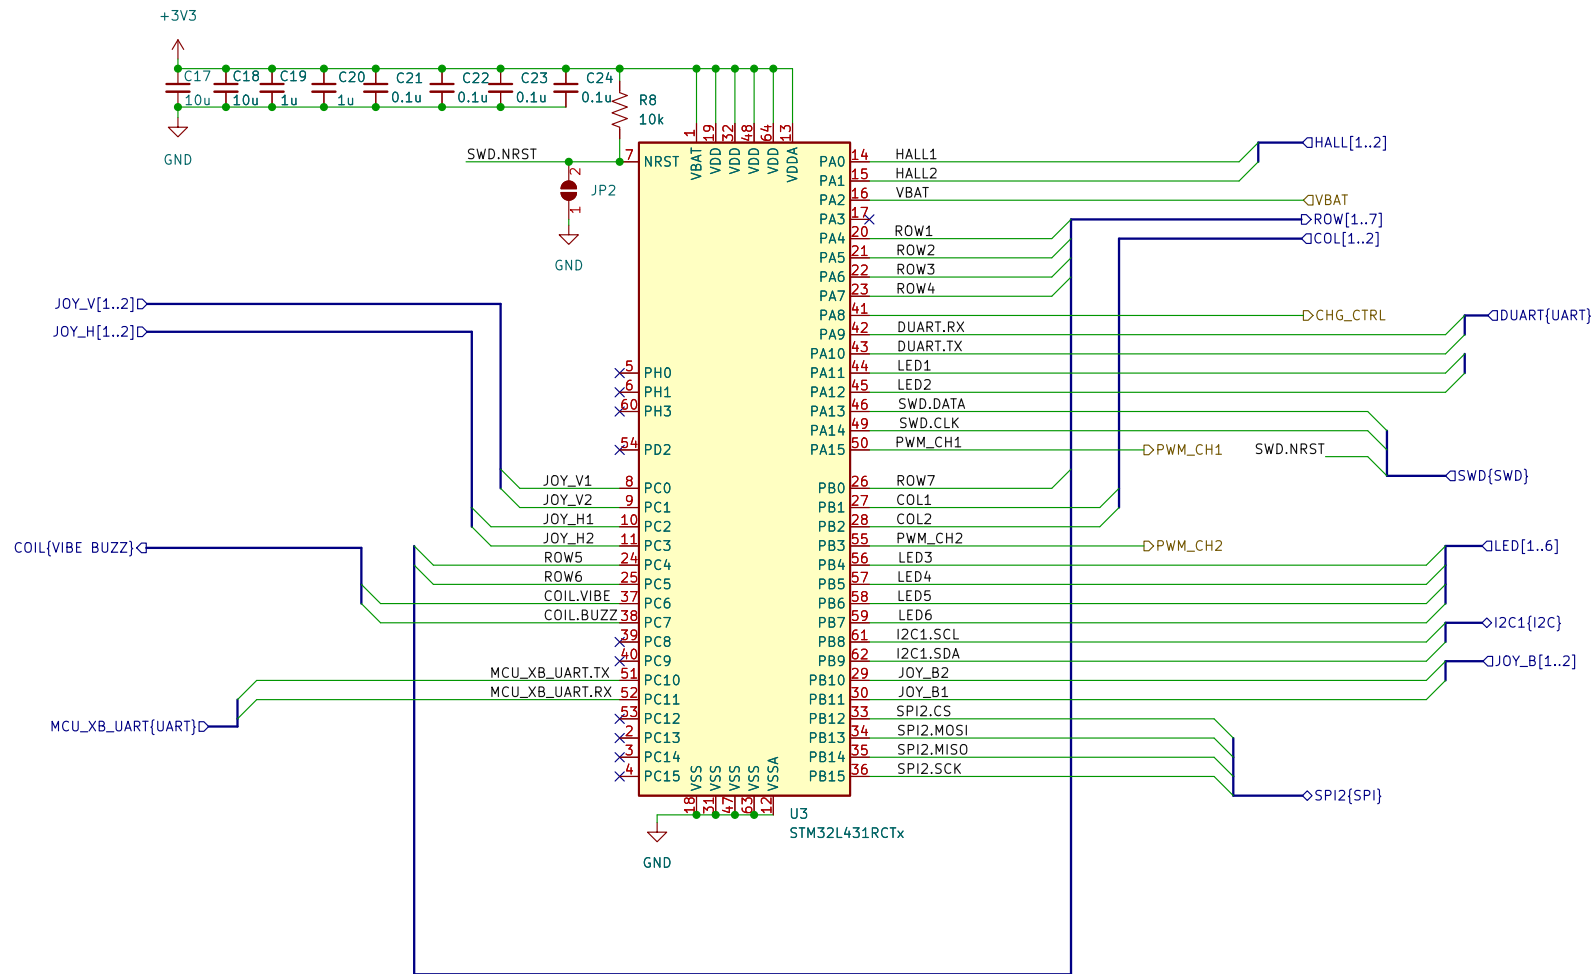 +3V3
C17
10u
C18
10u
C19
1u
C20
1u
C21
0.1u
C22
0.1u
C23
0.1u
C24
0.1u
R8
10k
GND
SWD.NRST
JP2
2
1
GND
1 19 32 48 64 13
VBAT VDD VDD VDD VDD VDDA
7 NRST
5 PH0
6 PH1
60 PH3
54 PD2
JOY_V1 8 PC0
JOY_V2 9 PC1
JOY_H1 10 PC2
JOY_H2 11 PC3
ROW5 24 PC4
ROW6 25 PC5
COIL.VIBE 37 PC6
COIL.BUZZ 38 PC7
39 PC8
40 PC9
MCU_XB_UART.TX 51 PC10
MCU_XB_UART.RX 52 PC11
53 PC12
2 PC13
3 PC14
4 PC15
JOY_V[1..2]
JOY_H[1..2]
COIL{VIBE BUZZ}
MCU_XB_UART{UART}
PA0 14 HALL1
PA1 15 HALL2
PA2 16 VBAT
PA3 17
PA4 20 ROW1
PA5 21 ROW2
PA6 22 ROW3
PA7 23 ROW4
PA8 41
PA9 42 DUART.RX
PA10 43 DUART.TX
PA11 44 LED1
PA12 45 LED2
PA13 46 SWD.DATA
PA14 49 SWD.CLK
PA15 50 PWM_CH1
PB0 26 ROW7
PB1 27 COL1
PB2 28 COL2
PB3 55 PWM_CH2
PB4 56 LED3
PB5 57 LED4
PB6 58 LED5
PB7 59 LED6
PB8 61 I2C1.SCL
PB9 62 I2C1.SDA
PB10 29 JOY_B2
PB11 30 JOY_B1
PB12 33 SPI2.CS
PB13 34 SPI2.MOSI
PB14 35 SPI2.MISO
PB15 36 SPI2.SCK
HALL[1..2]
VBAT
ROW[1..7]
COL[1..2]
CHG_CTRL
DUART{UART}
PWM_CH1
SWD.NRST
SWD{SWD}
PWM_CH2
LED[1..6]
I2C1{I2C}
JOY_B[1..2]
SPI2{SPI}
VSS VSS VSS VSS VSSA
18 31 47 63 12
U3
STM32L431RCTx
GND